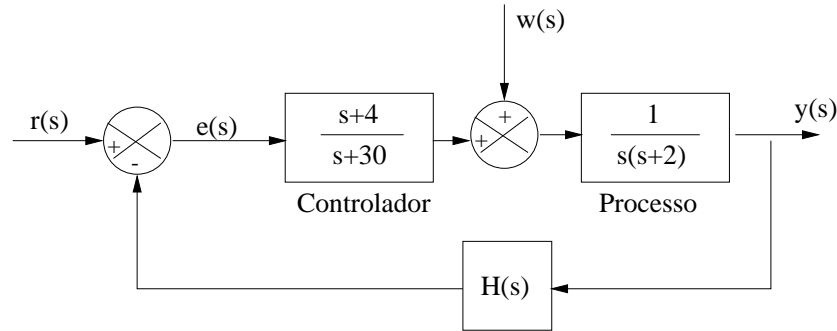 w(s)
r(s)
+
-
e(s)
s+4
s+30
Controlador
+
+
1
s(s+2)
Processo
y(s)
H(s)